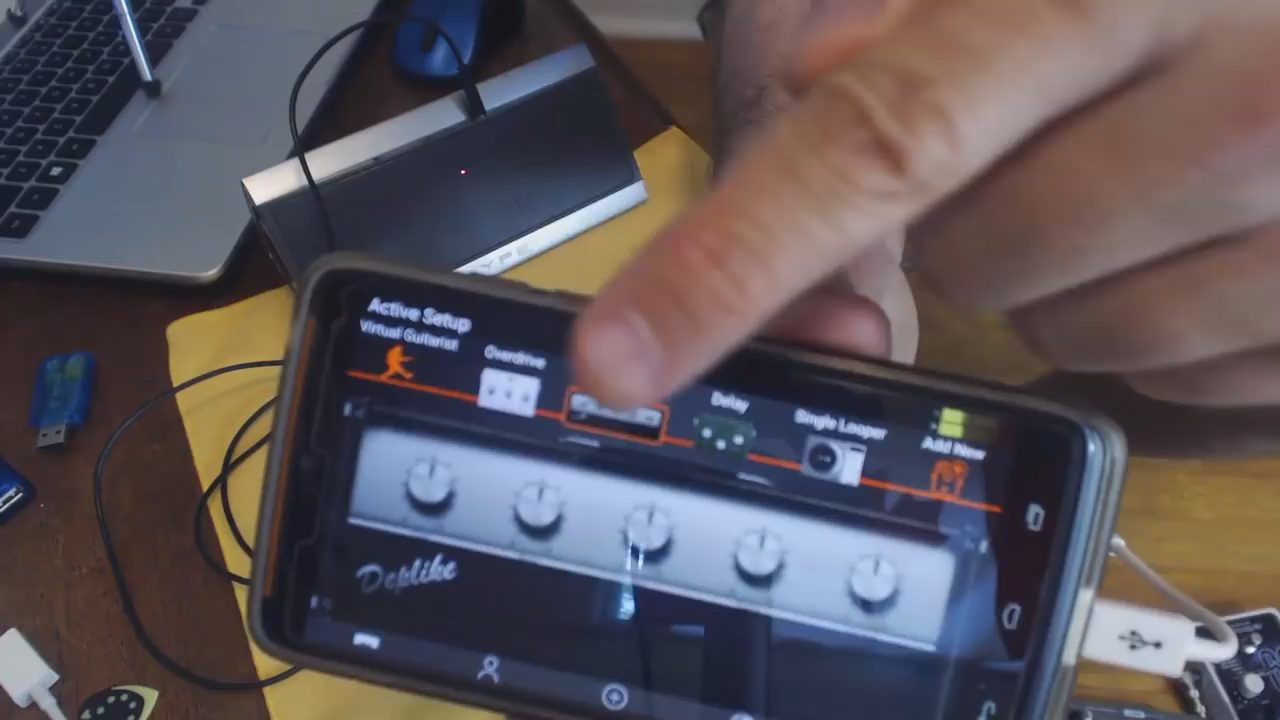 Active Setup
Virtual Guitarist
Overdrive
Delay
Single Looper
Add New
Deplike